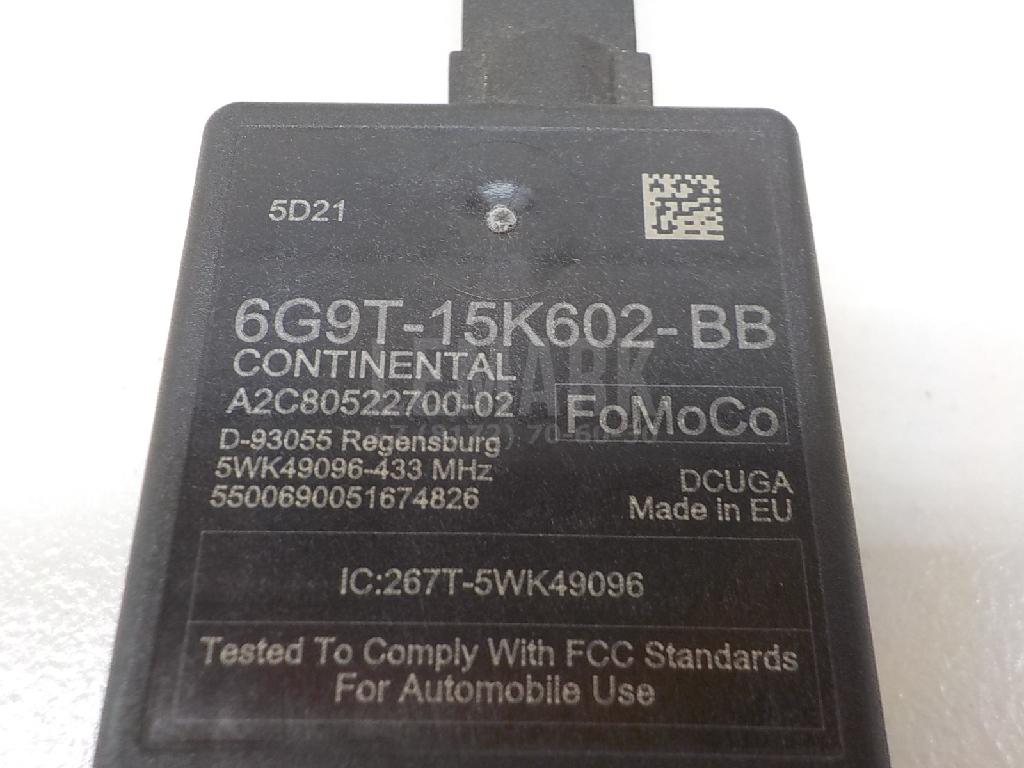 5D21
6G9T-15K602-BB
CONTINENTAL
A2C80522700-02
FoMoCo
D-93055 Regensburg
5WK49096-433 MHz
5500690051674826
DCUGA
Made in EU
IC:267T-5WK49096
Tested To Comply With FCC Standards
For Automobile Use